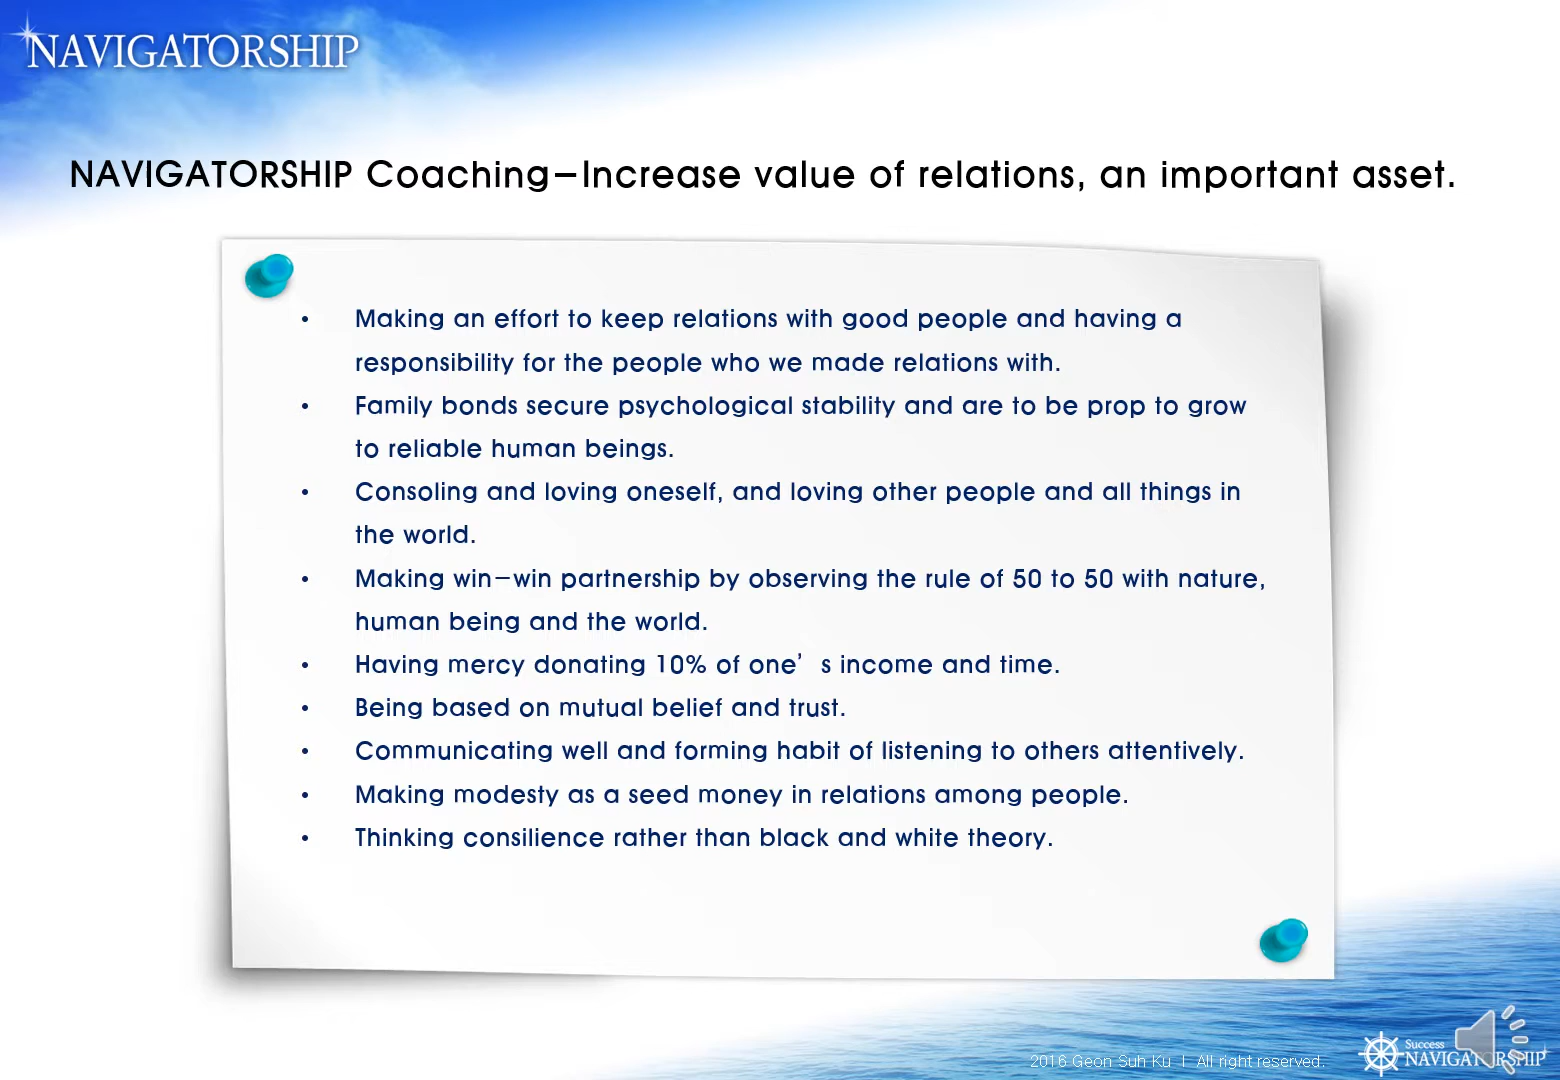 NAVIGATORSHIP
NAVIGATORSHIP Coaching-Increase value of relations, an important asset.
• Making an effort to keep relations with good people and having a
responsibility for the people who we made relations with.
• Family bonds secure psychological stability and are to be prop to grow
to reliable human beings.
• Consoling and loving oneself, and loving other people and all things in
the world.
• Making win-win partnership by observing the rule of 50 to 50 with nature,
human being and the world.
• Having mercy donating 10% of one’ s income and time.
• Being based on mutual belief and trust.
• Communicating well and forming habit of listening to others attentively.
• Making modesty as a seed money in relations among people.
• Thinking consilience rather than black and white theory.
2016 Geon Suh Ku | All right reserved.
Success
NAVIGATORSHIP